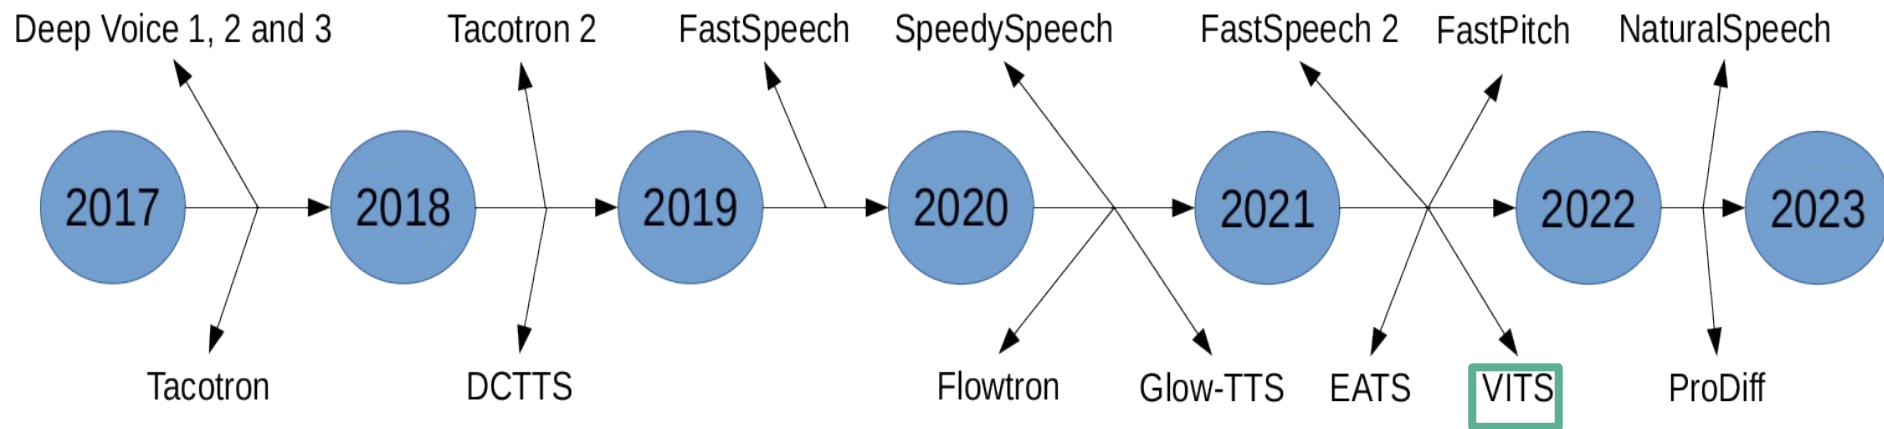 Deep Voice 1, 2 and 3 Tacotron 2 FastSpeech SpeedySpeech FastSpeech 2 FastPitch NaturalSpeech
2017 2018 2019 2020 2021 2022 2023
Tacotron DCTTS Flowtron Glow-TTS EATS VITS ProDiff